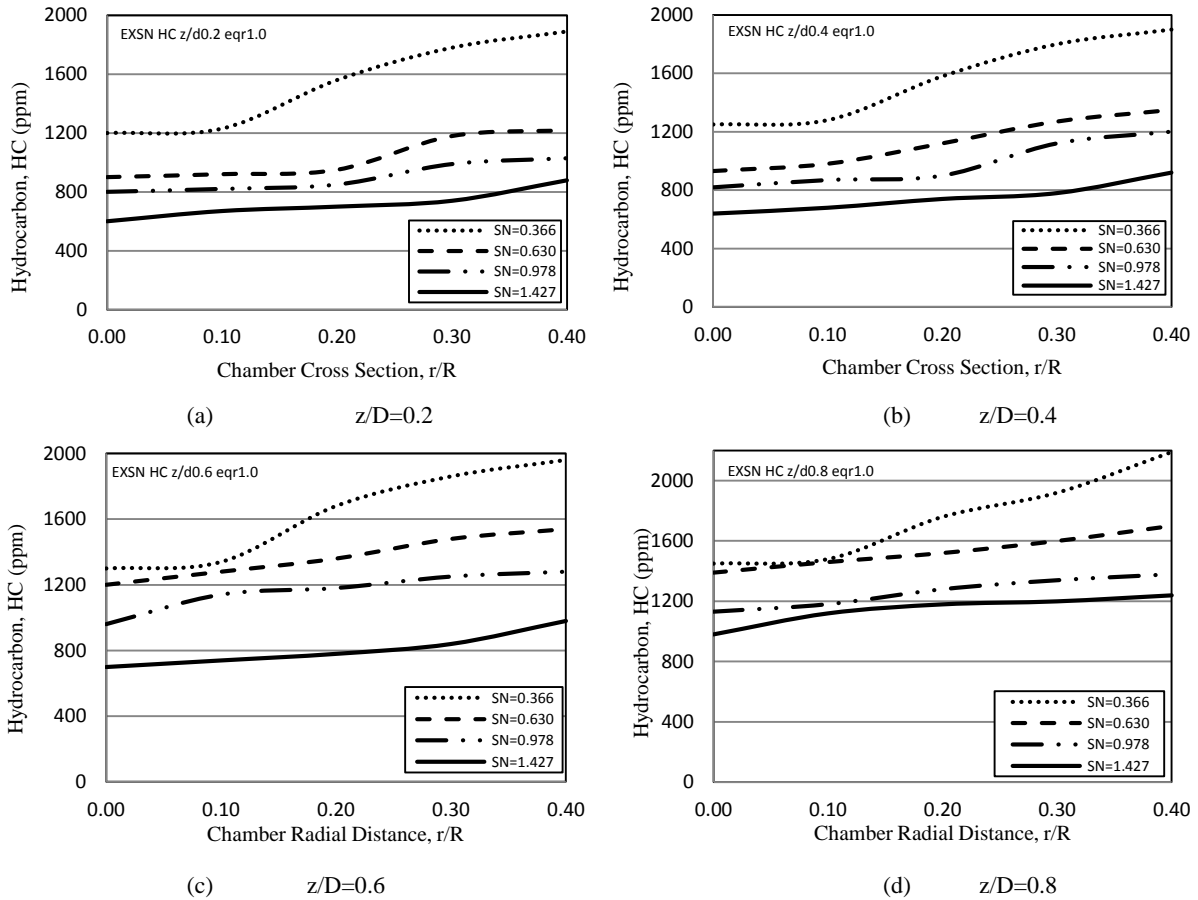 EXSN HC z/d0.2 eqr1.0
Hydrocarbon, HC (ppm)
2000
1600
1200
800
400
0
SN=0.366
SN=0.630
SN=0.978
SN=1.427
0.00 0.10 0.20 0.30 0.40
Chamber Cross Section, r/R
(a) z/D=0.2
EXSN HC z/d0.4 eqr1.0
Hydrocarbon, HC (ppm)
2000
1600
1200
800
400
0
SN=0.366
SN=0.630
SN=0.978
SN=1.427
0.00 0.10 0.20 0.30 0.40
Chamber Cross Section, r/R
(b) z/D=0.4
EXSN HC z/d0.6 eqr1.0
Hydrocarbon, HC (ppm)
2000
1600
1200
800
400
0
SN=0.366
SN=0.630
SN=0.978
SN=1.427
0.00 0.10 0.20 0.30 0.40
Chamber Radial Distance, r/R
(c) z/D=0.6
EXSN HC z/d0.8 eqr1.0
Hydrocarbon, HC (ppm)
2000
1600
1200
800
400
0
SN=0.366
SN=0.630
SN=0.978
SN=1.427
0.00 0.10 0.20 0.30 0.40
Chamber Radial Distance, r/R
(d) z/D=0.8